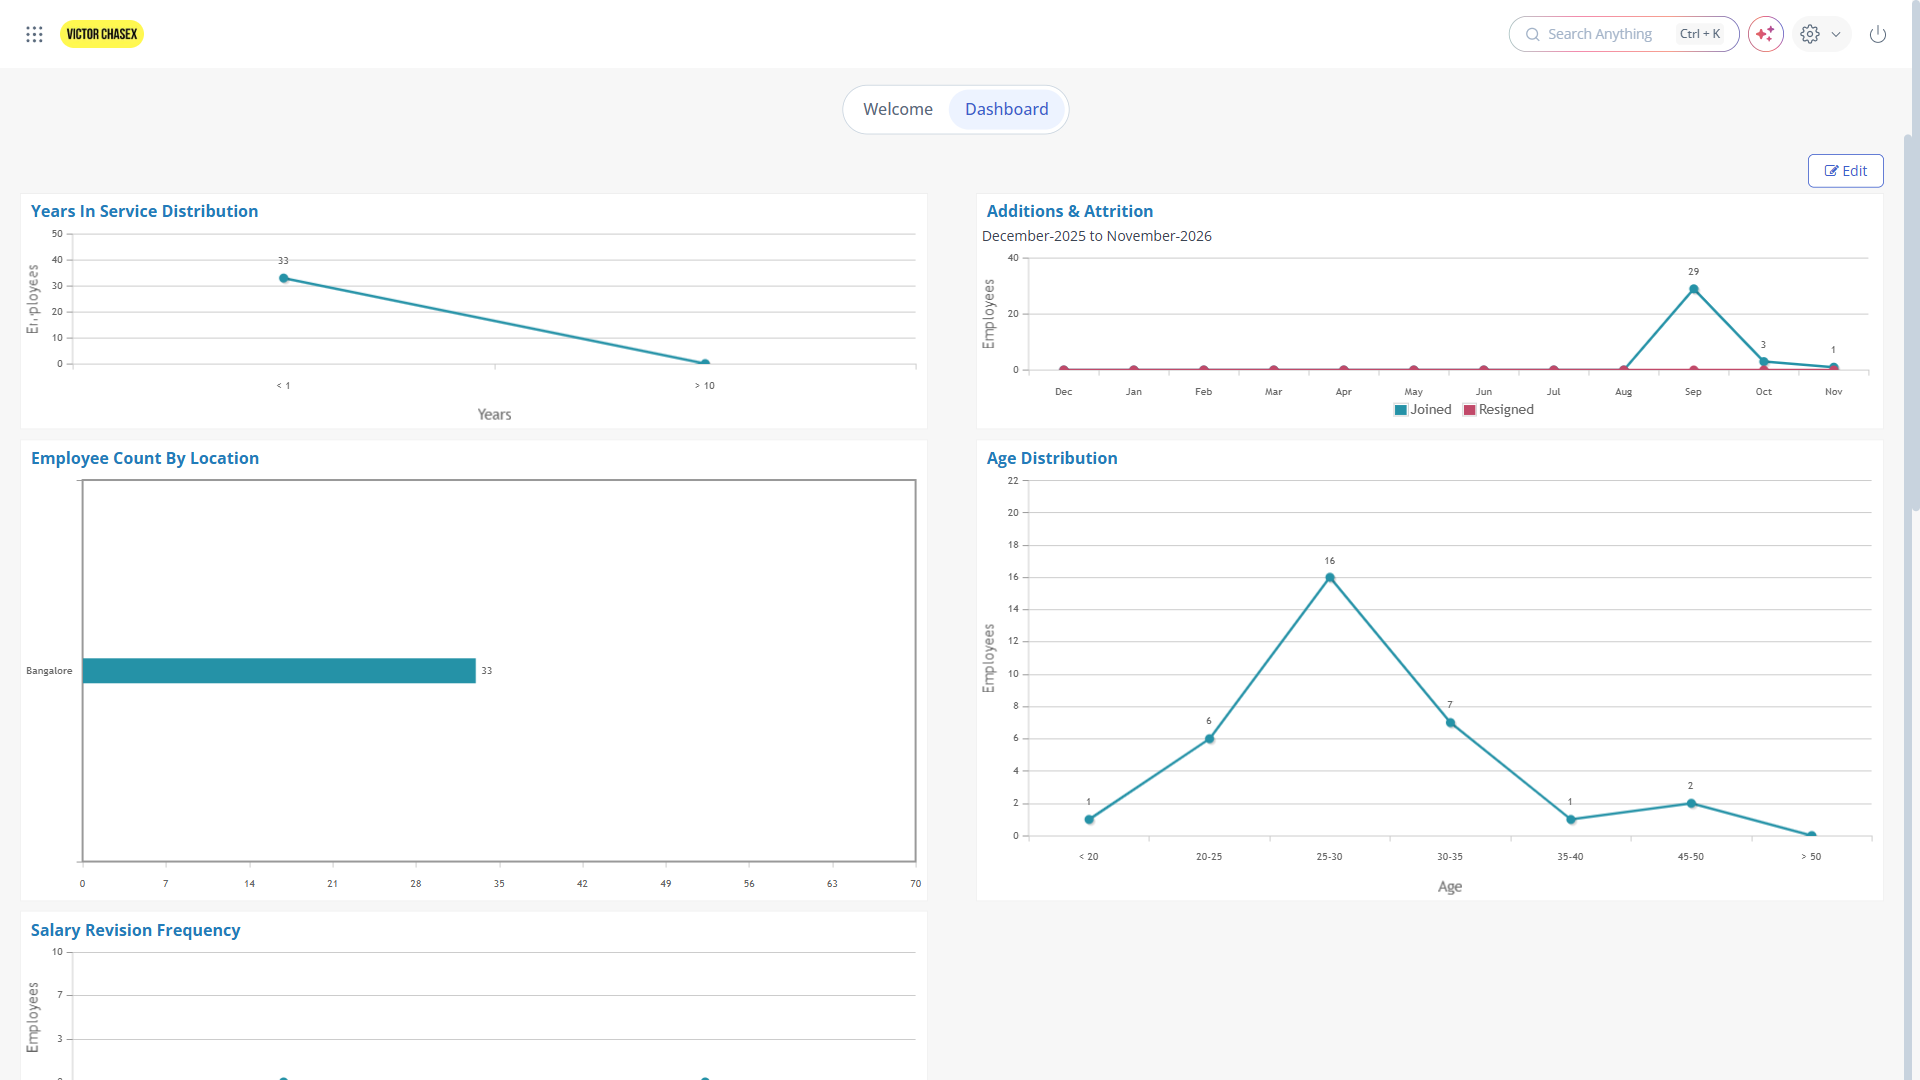 VICTOR CHASEX
Search Anything
Ctrl + K
Welcome
Dashboard
Edit
Years In Service Distribution
50
40
30
20
10
0
33
< 1
> 10
Years
Additions & Attrition
December-2025 to November-2026
Employees
40
20
0
29
3
1
Dec Jan Feb Mar Apr May Jun Jul Aug Sep Oct Nov
Joined Resigned
Employee Count By Location
Bangalore
33
0 7 14 21 28 35 42 49 56 63 70
Age Distribution
Employees
22
20
18
16
14
12
10
8
6
4
2
0
1
6
16
7
1
2
< 20 20-25 25-30 30-35 35-40 45-50 > 50
Age
Salary Revision Frequency
Employees
10
7
3